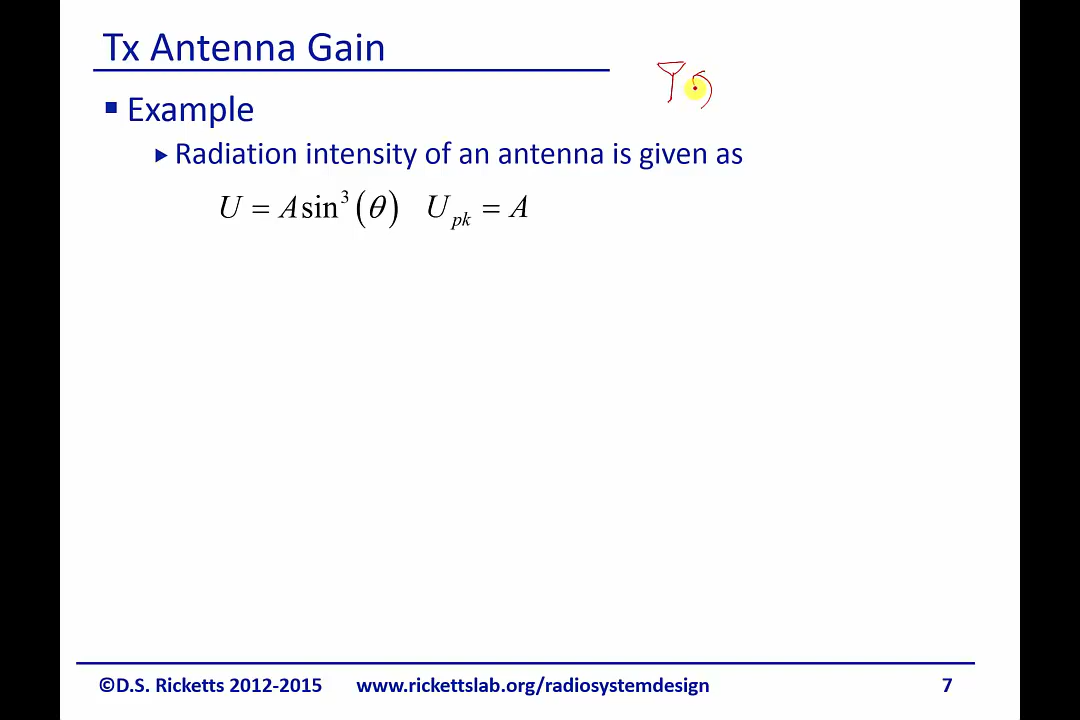 Tx Antenna Gain
Example
Radiation intensity of an antenna is given as
U = A sin³(θ) U_pk = A
©D.S. Ricketts 2012-2015 www.rickettslab.org/radiosystemdesign 7